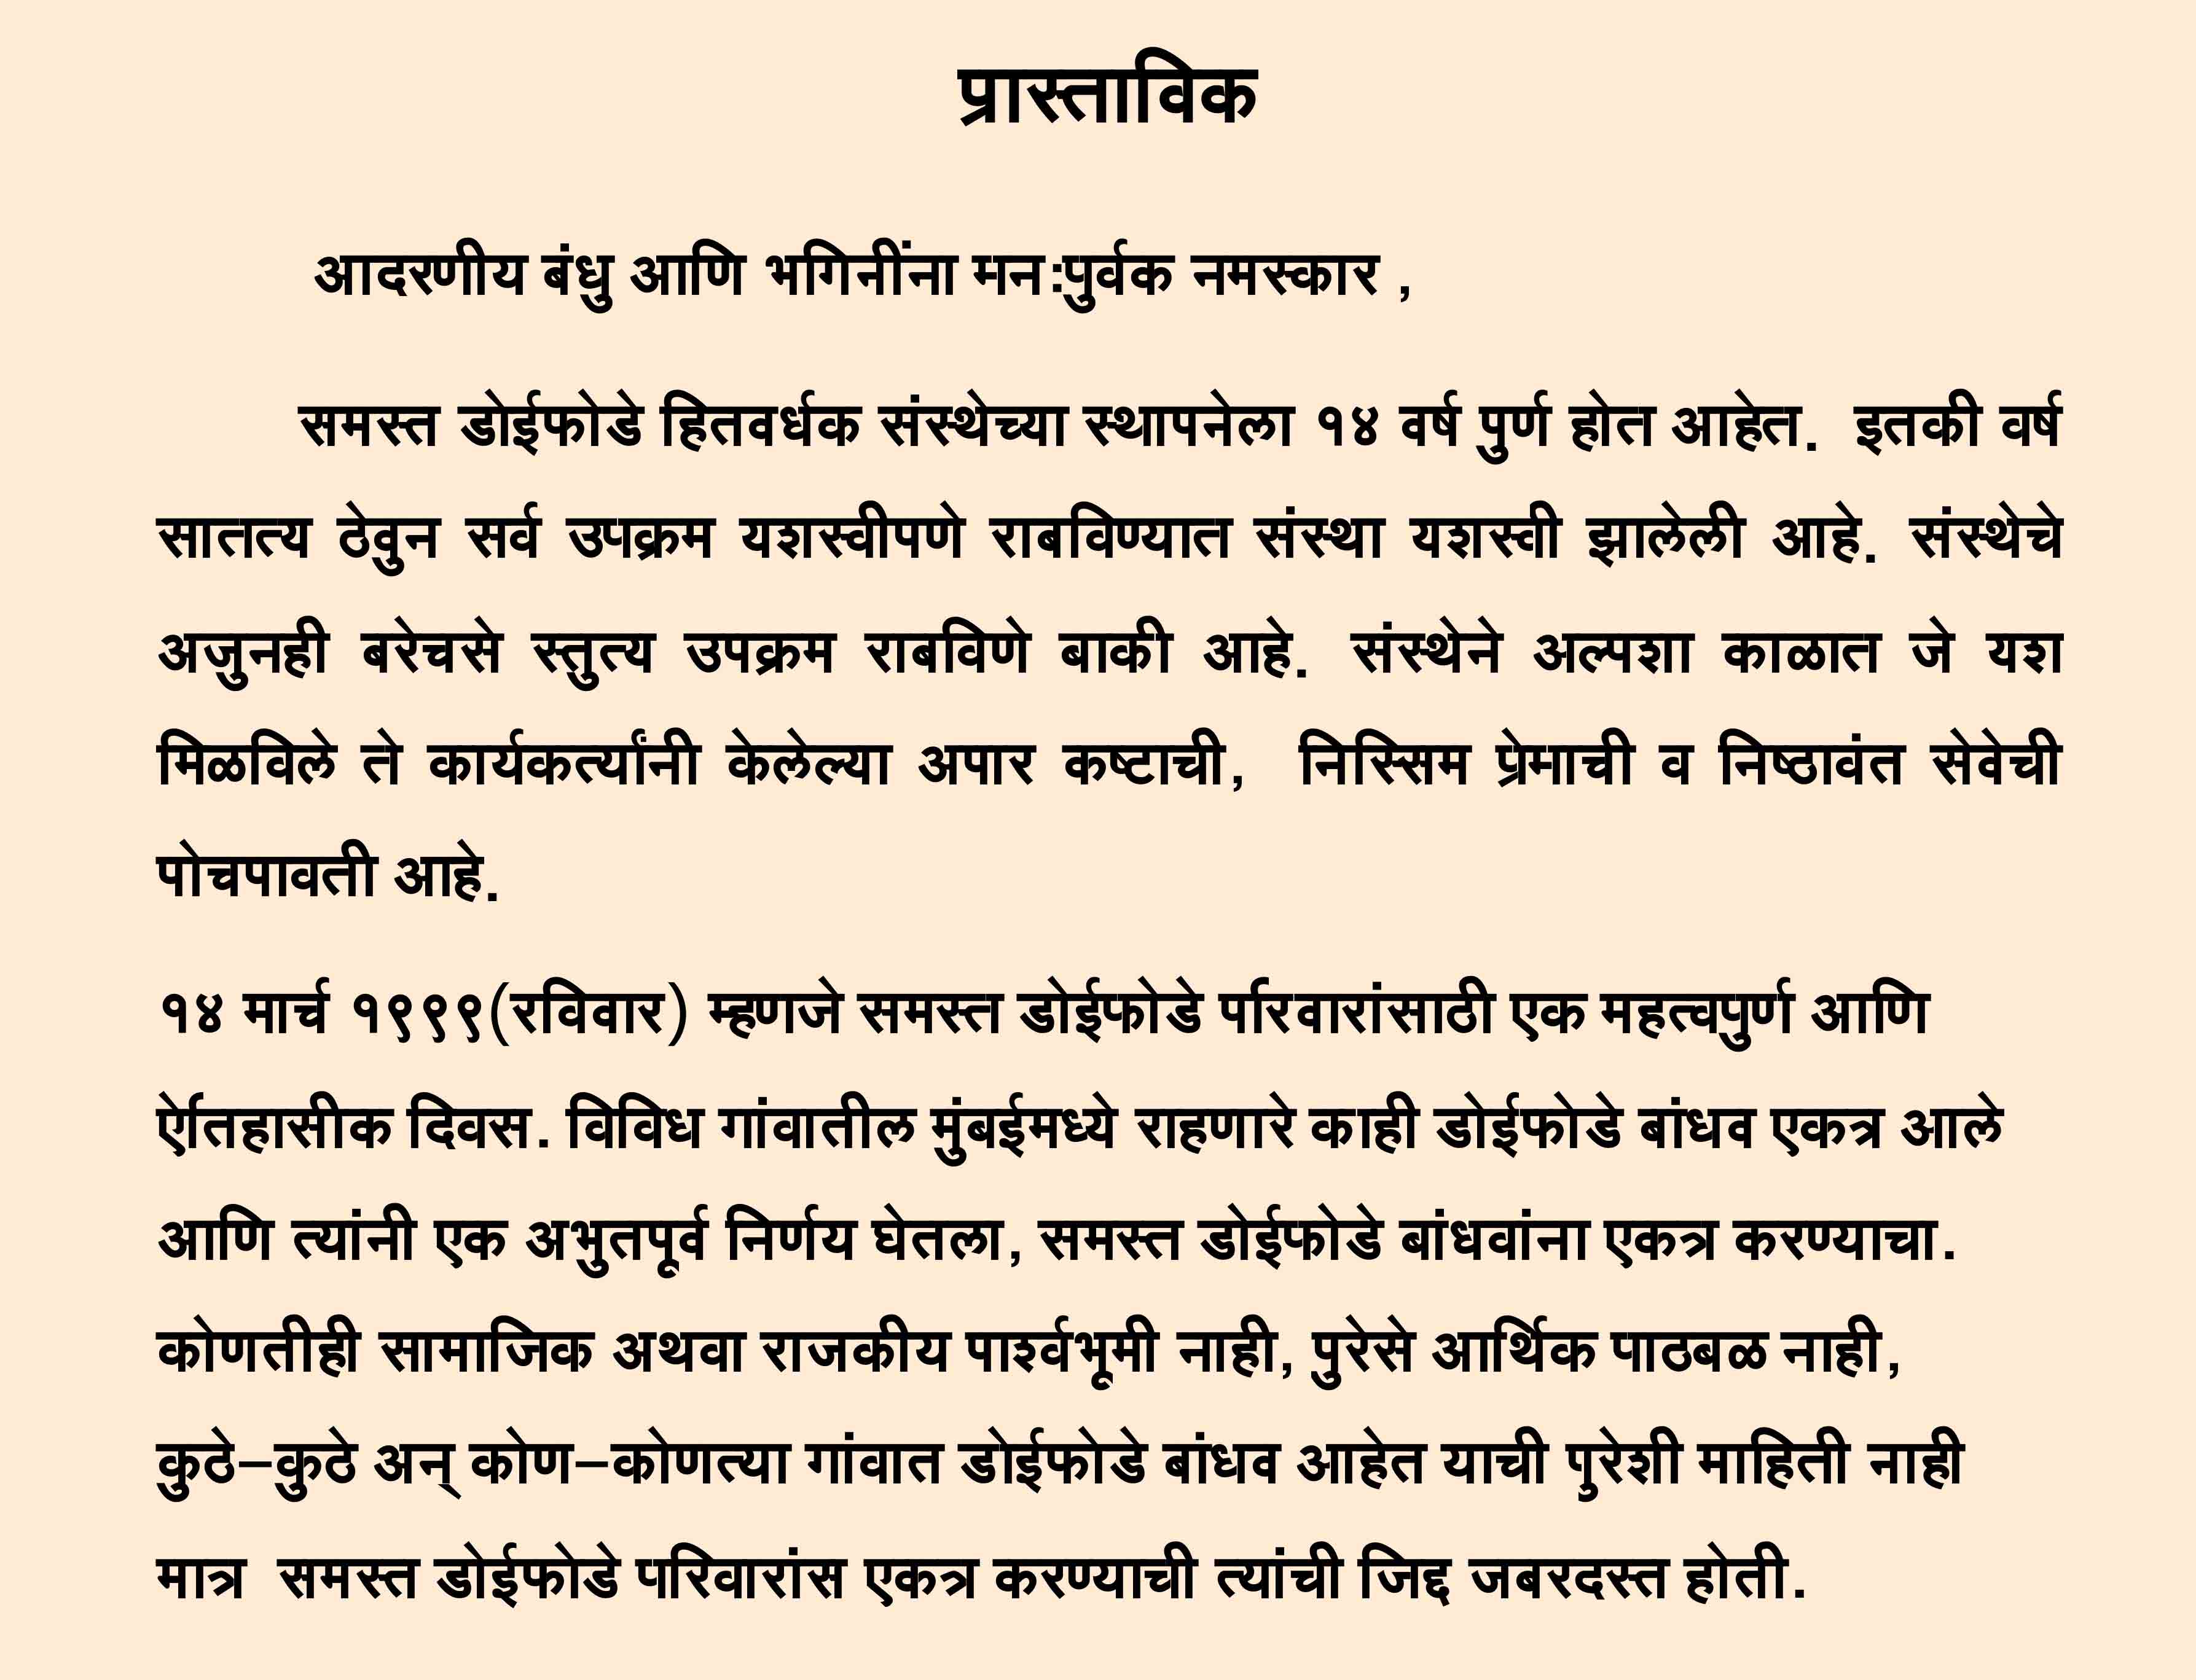 प्रास्ताविक
आदरणीय बंधु आणि भगिनींना मनःपुर्वक नमस्कार ,
समस्त डोईफोडे हितवर्धक संस्थेच्या स्थापनेला १४ वर्ष पुर्ण होत आहेत. इतकी वर्ष
सातत्य ठेवुन सर्व उपक्रम यशस्वीपणे राबविण्यात संस्था यशस्वी झालेली आहे. संस्थेचे
अजुनही बरेचसे स्तुत्य उपक्रम राबविणे बाकी आहे. संस्थेने अल्पशा काळात जे यश
मिळविले ते कार्यकर्त्यांनी केलेल्या अपार कष्टाची, निस्सिम प्रेमाची व निष्ठावंत सेवेची
पोचपावती आहे.
१४ मार्च १९९९(रविवार) म्हणजे समस्त डोईफोडे र्पारवारांसाठी एक महत्वपुर्ण आणि
ऐर्ातहासीक दिवस. विविध गांवातील मुंबईमध्ये राहणारे काही डोईफोडे बांधव एकत्र आले
आणि त्यांनी एक अभुतपूर्व निर्णय घेतला, समस्त डोईफोडे बांधवांना एकत्र करण्याचा.
कोणतीही सामाजिक अथवा राजकीय पार्श्वभूमी नाही, पुरेसे आर्थिक पाठबळ नाही,
कुठे–कुठे अन् कोण–कोणत्या गांवात डोईफोडे बांधव आहेत याची पुरेशी माहिती नाही
मात्र समस्त डोईफोडे परिवारांस एकत्र करण्याची त्यांची जिद्द जबरदस्त होती.